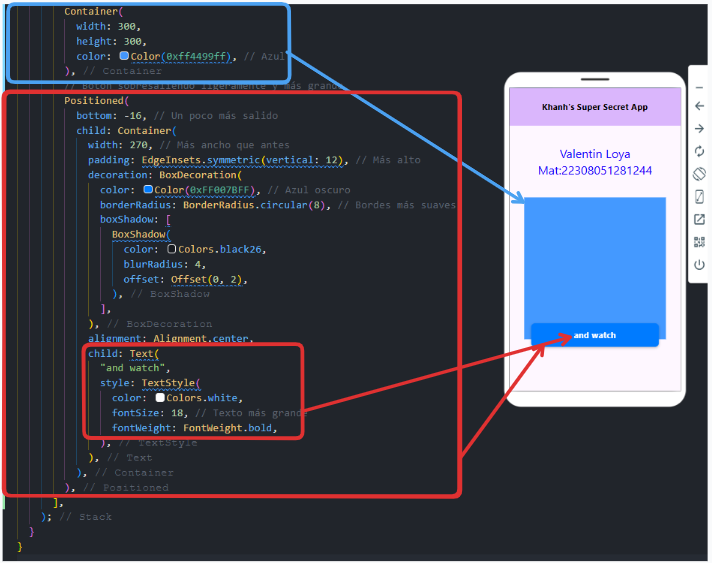 Container(
width: 300,
height: 300,
color: Color(0xff4499ff), // Azul
), // Container
// Botón sobresaliendo ligeramente y más grande
Positioned(
bottom: -16, // Un poco más salido
child: Container(
width: 270, // Más ancho que antes
padding: EdgeInsets.symmetric(vertical: 12), // Más alto
decoration: BoxDecoration(
color: Color(0xFF007BFF), // Azul oscuro
borderRadius: BorderRadius.circular(8), // Bordes más suaves
boxShadow: [
BoxShadow(
color: Colors.black26,
blurRadius: 4,
offset: Offset(0, 2),
), // BoxShadow
],
), // BoxDecoration
alignment: Alignment.center,
child: Text(
"and watch",
style: TextStyle(
color: Colors.white,
fontSize: 18, // Texto más grande
fontWeight: FontWeight.bold,
), // TextStyle
), // Text
), // Container
), // Positioned
],
); // Stack
}
}
Khanh's Super Secret App
Valentin Loya
Mat:22308051281244
and watch